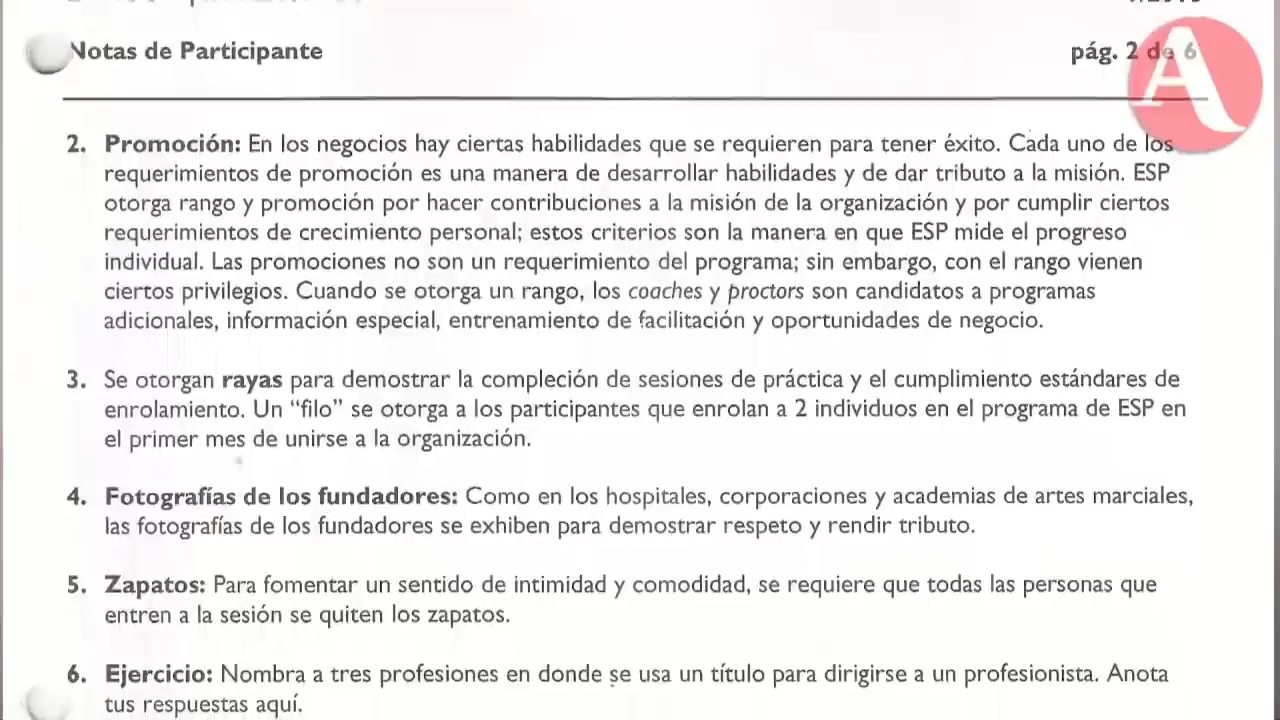 Notas de Participante pág. 2 de 6
A
2. Promoción: En los negocios hay ciertas habilidades que se requieren para tener éxito. Cada uno de los
requerimientos de promoción es una manera de desarrollar habilidades y de dar tributo a la misión. ESP
otorga rango y promoción por hacer contribuciones a la misión de la organización y por cumplir ciertos
requerimientos de crecimiento personal; estos criterios son la manera en que ESP mide el progreso
individual. Las promociones no son un requerimiento del programa; sin embargo, con el rango vienen
ciertos privilegios. Cuando se otorga un rango, los coaches y proctors son candidatos a programas
adicionales, información especial, entrenamiento de facilitación y oportunidades de negocio.
3. Se otorgan rayas para demostrar la compleción de sesiones de práctica y el cumplimiento estándares de
enrolamiento. Un “filo” se otorga a los participantes que enrolan a 2 individuos en el programa de ESP en
el primer mes de unirse a la organización.
4. Fotografías de los fundadores: Como en los hospitales, corporaciones y academias de artes marciales,
las fotografías de los fundadores se exhiben para demostrar respeto y rendir tributo.
5. Zapatos: Para fomentar un sentido de intimidad y comodidad, se requiere que todas las personas que
entren a la sesión se quiten los zapatos.
6. Ejercicio: Nombra a tres profesiones en donde se usa un título para dirigirse a un profesionista. Anota
tus respuestas aquí.